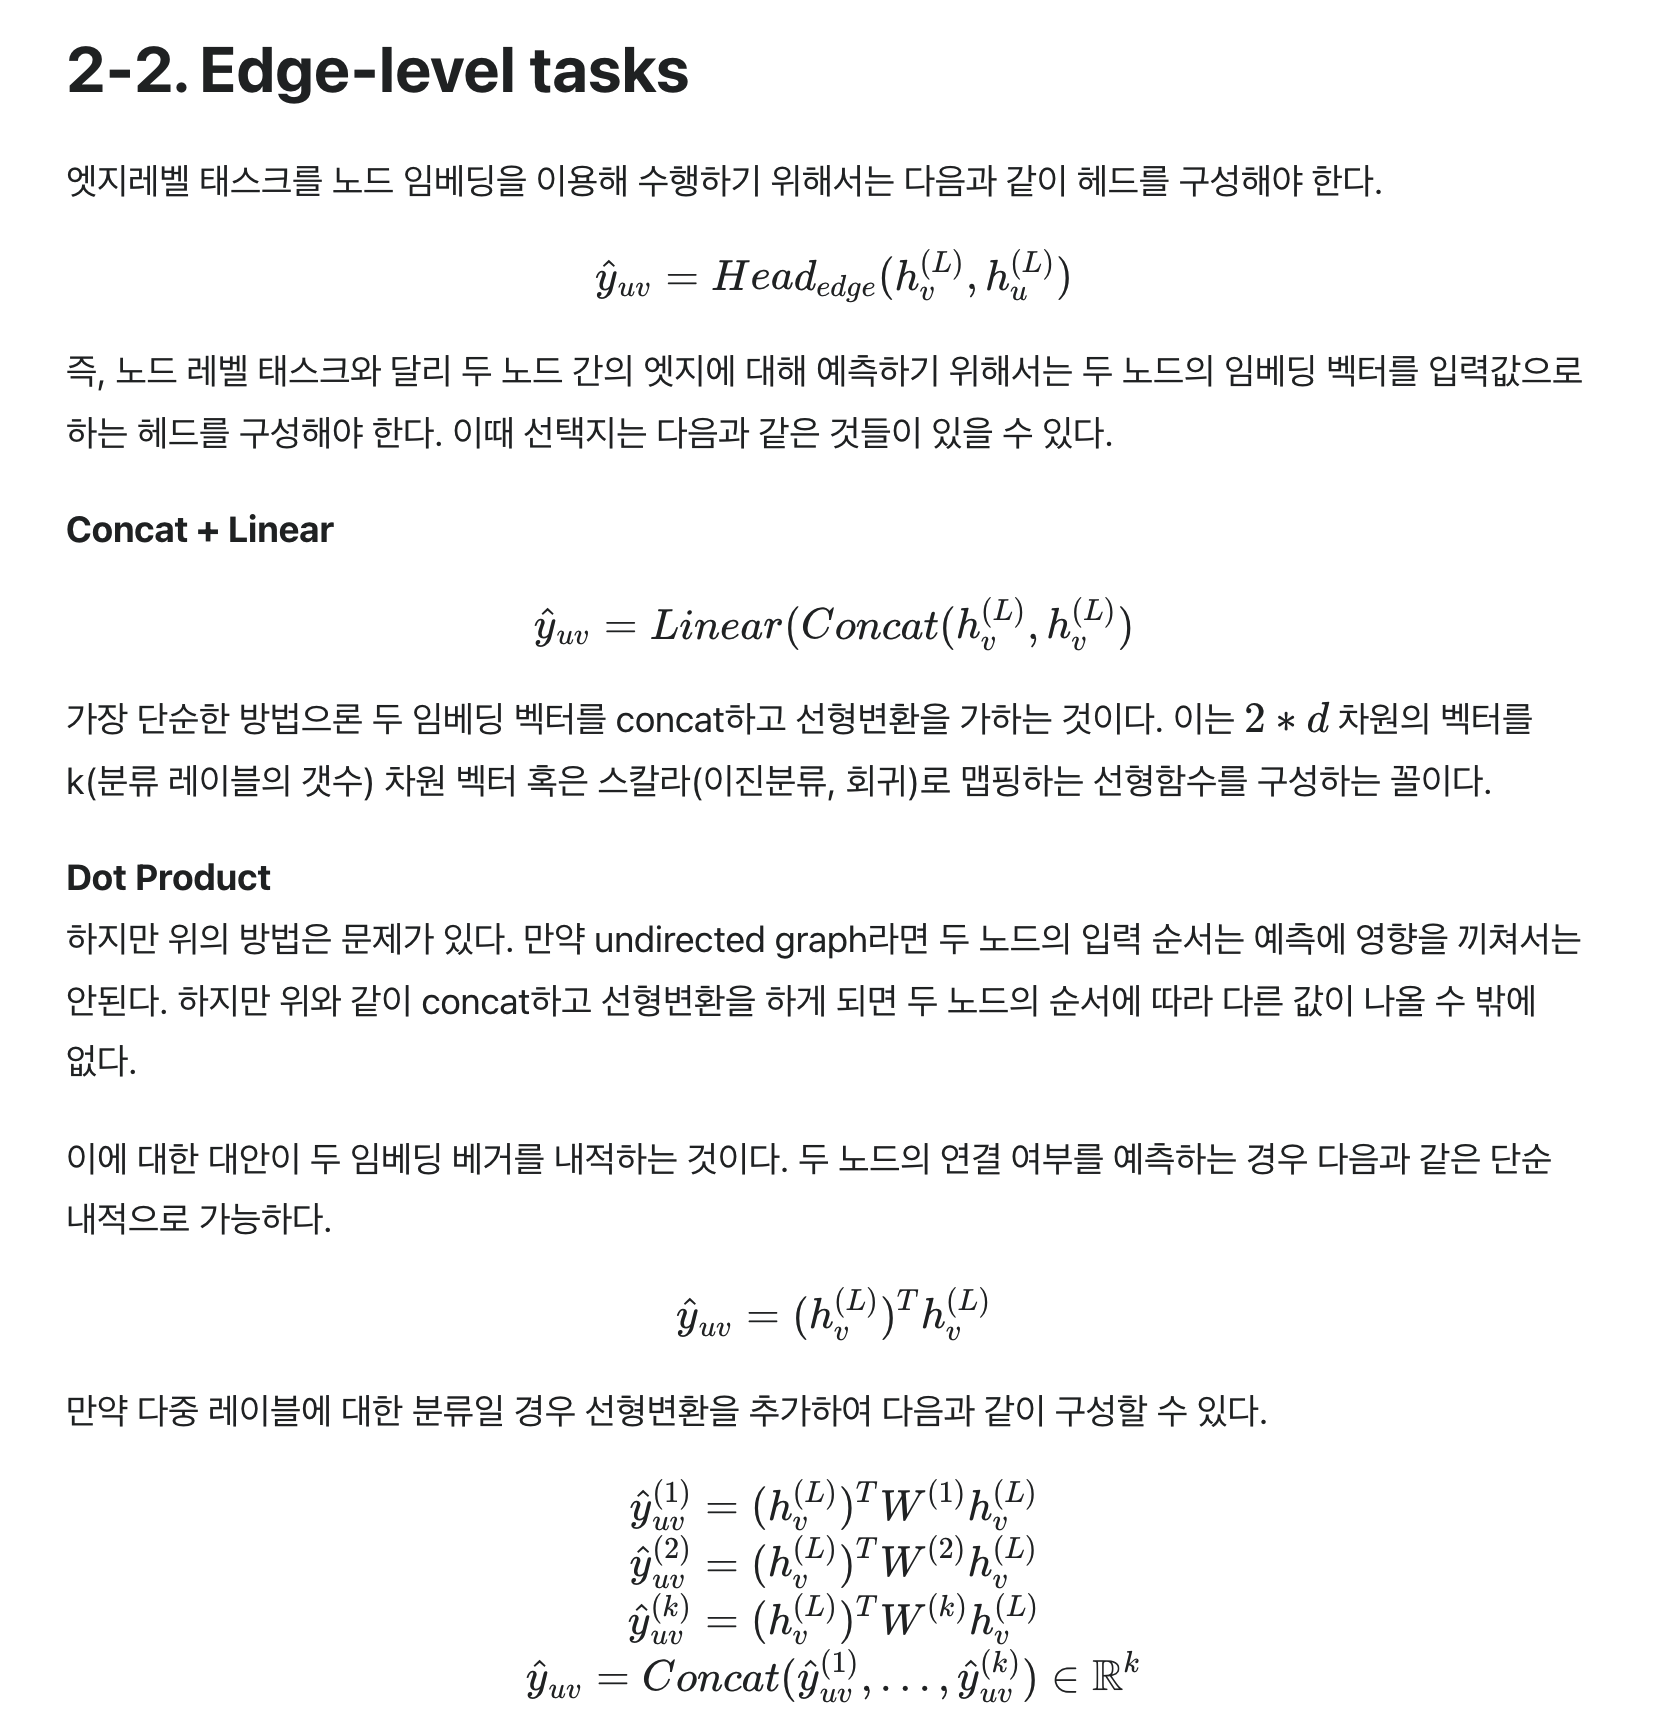 2-2. Edge-level tasks
엣지레벨 태스크를 노드 임베딩을 이용해 수행하기 위해서는 다음과 같이 헤드를 구성해야 한다.
$\hat{y}_{uv} = Head_{edge}(h_v^{(L)}, h_u^{(L)})$
즉, 노드 레벨 태스크와 달리 두 노드 간의 엣지에 대해 예측하기 위해서는 두 노드의 임베딩 벡터를 입력값으로
하는 헤드를 구성해야 한다. 이때 선택지는 다음과 같은 것들이 있을 수 있다.
Concat + Linear
$\hat{y}_{uv} = Linear(Concat(h_v^{(L)}, h_v^{(L)})$
가장 단순한 방법으론 두 임베딩 벡터를 concat하고 선형변환을 가하는 것이다. 이는 $2 * d$ 차원의 벡터를
k(분류 레이블의 갯수) 차원 벡터 혹은 스칼라(이진분류, 회귀)로 맵핑하는 선형함수를 구성하는 꼴이다.
Dot Product
하지만 위의 방법은 문제가 있다. 만약 undirected graph라면 두 노드의 입력 순서는 예측에 영향을 끼쳐서는
안된다. 하지만 위와 같이 concat하고 선형변환을 하게 되면 두 노드의 순서에 따라 다른 값이 나올 수 밖에
없다.
이에 대한 대안이 두 임베딩 베거를 내적하는 것이다. 두 노드의 연결 여부를 예측하는 경우 다음과 같은 단순
내적으로 가능하다.
$\hat{y}_{uv} = (h_v^{(L)})^T h_v^{(L)}$
만약 다중 레이블에 대한 분류일 경우 선형변환을 추가하여 다음과 같이 구성할 수 있다.
$\hat{y}_{uv}^{(1)} = (h_v^{(L)})^T W^{(1)} h_v^{(L)}$
$\hat{y}_{uv}^{(2)} = (h_v^{(L)})^T W^{(2)} h_v^{(L)}$
$\hat{y}_{uv}^{(k)} = (h_v^{(L)})^T W^{(k)} h_v^{(L)}$
$\hat{y}_{uv} = Concat(\hat{y}_{uv}^{(1)}, \ldots, \hat{y}_{uv}^{(k)}) \in \mathbb{R}^k$